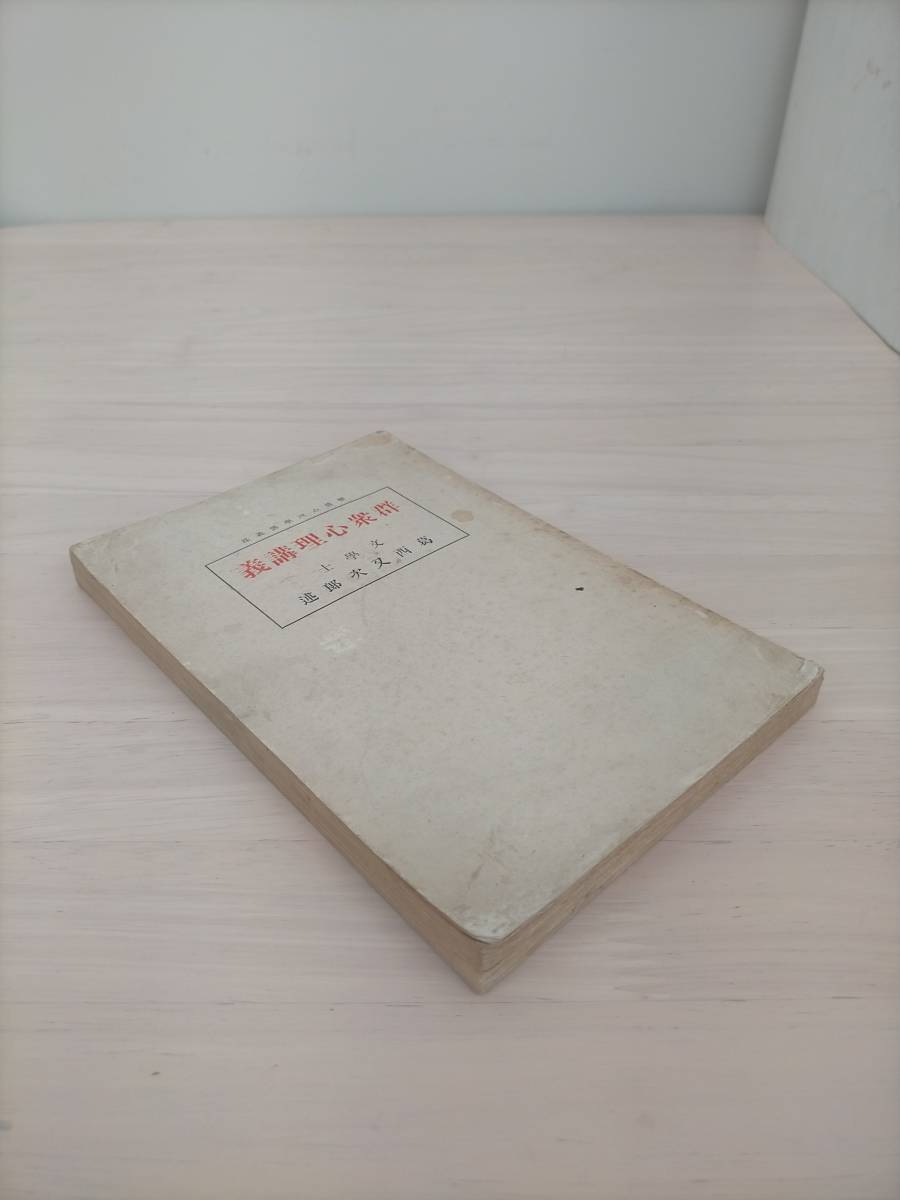 群衆心理講義
文學士
葛西又次郎述